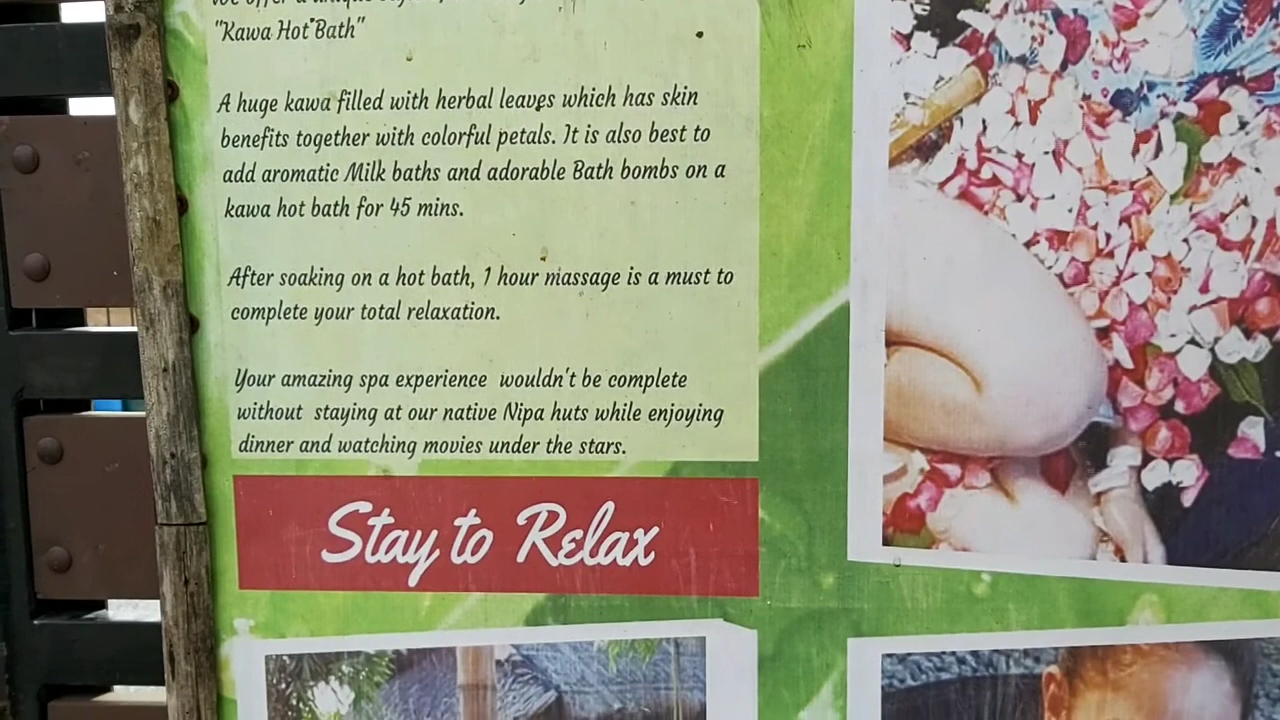 We offer a unique
"Kawa Hot Bath"
A huge kawa filled with herbal leaves which has skin
benefits together with colorful petals. It is also best to
add aromatic Milk baths and adorable Bath bombs on a
kawa hot bath for 45 mins.
After soaking on a hot bath, 1 hour massage is a must to
complete your total relaxation.
Your amazing spa experience wouldn't be complete
without staying at our native Nipa huts while enjoying
dinner and watching movies under the stars.
Stay to Relax